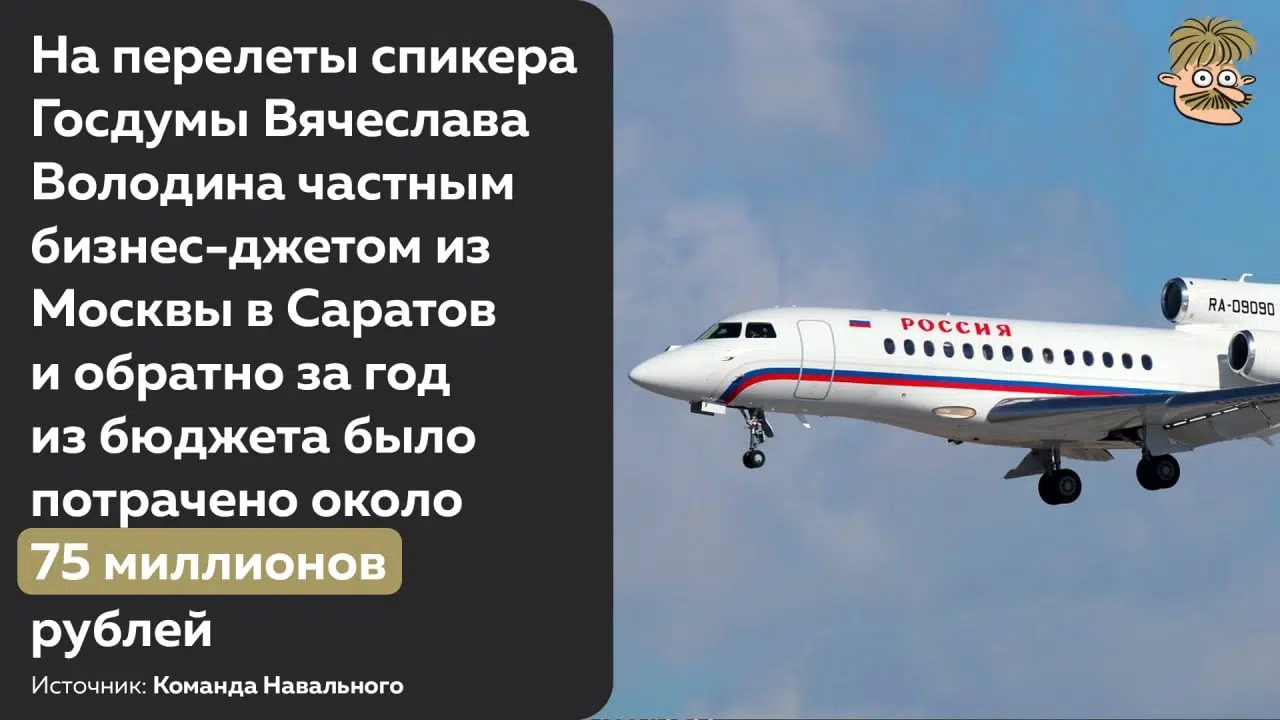 На перелеты спикера
Госдумы Вячеслава
Володина частным
бизнес-джетом из
Москвы в Саратов
и обратно за год
из бюджета было
потрачено около
75 миллионов
рублей
Источник: Команда Навального
РОССИЯ
RA-09090